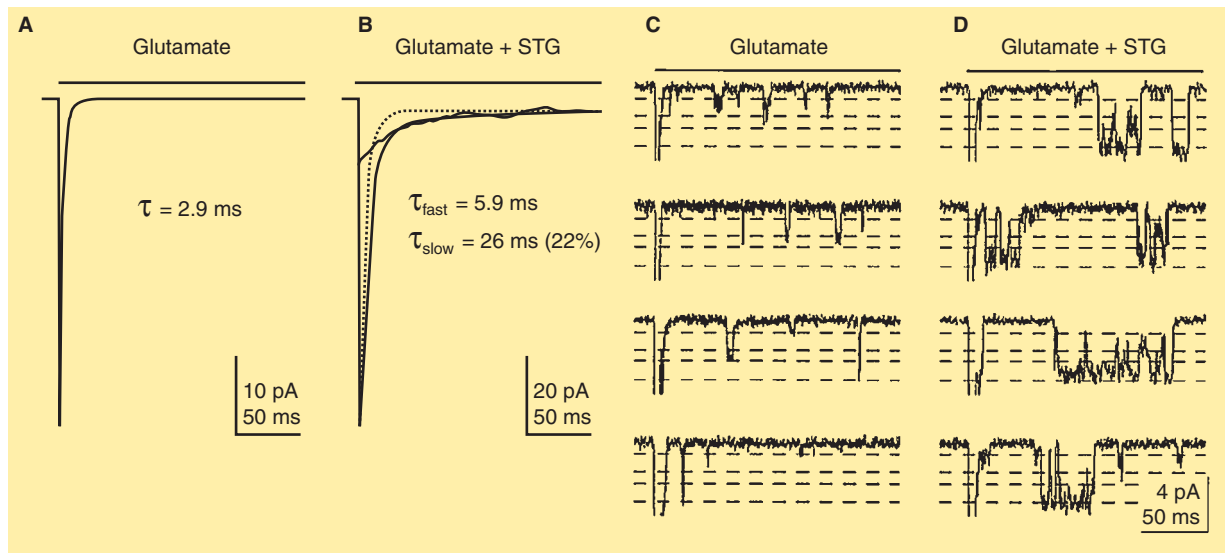 A
Glutamate
τ = 2.9 ms
10 pA
50 ms
B
Glutamate + STG
τfast = 5.9 ms
τslow = 26 ms (22%)
20 pA
50 ms
C
Glutamate
D
Glutamate + STG
4 pA
50 ms